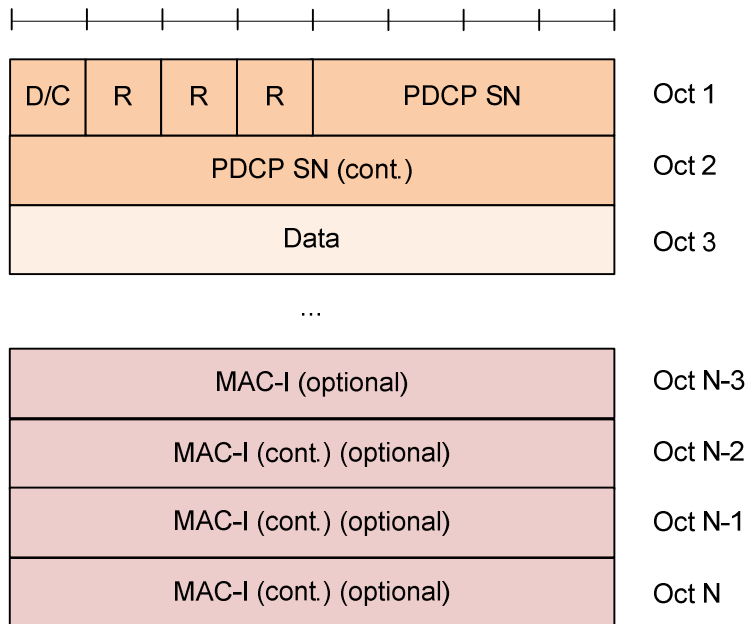 D/C R R R PDCP SN Oct 1
PDCP SN (cont.) Oct 2
Data Oct 3
...
MAC-I (optional) Oct N-3
MAC-I (cont.) (optional) Oct N-2
MAC-I (cont.) (optional) Oct N-1
MAC-I (cont.) (optional) Oct N